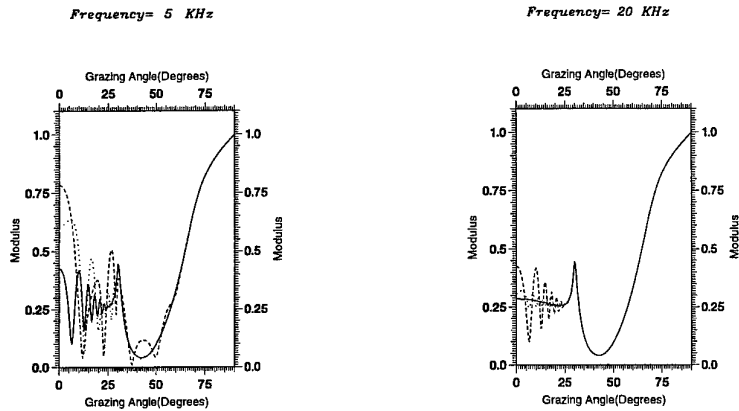 Frequency= 5 KHz
Grazing Angle(Degrees)
0 25 50 75
1.0 1.0
0.75 0.75
0.5 0.5
0.25 0.25
0.0 0.0
Modulus
Modulus
0 25 50 75
Grazing Angle(Degrees)
Frequency= 20 KHz
Grazing Angle(Degrees)
0 25 50 75
1.0 1.0
0.75 0.75
0.5 0.5
0.25 0.25
0.0 0.0
Modulus
Modulus
0 25 50 75
Grazing Angle(Degrees)